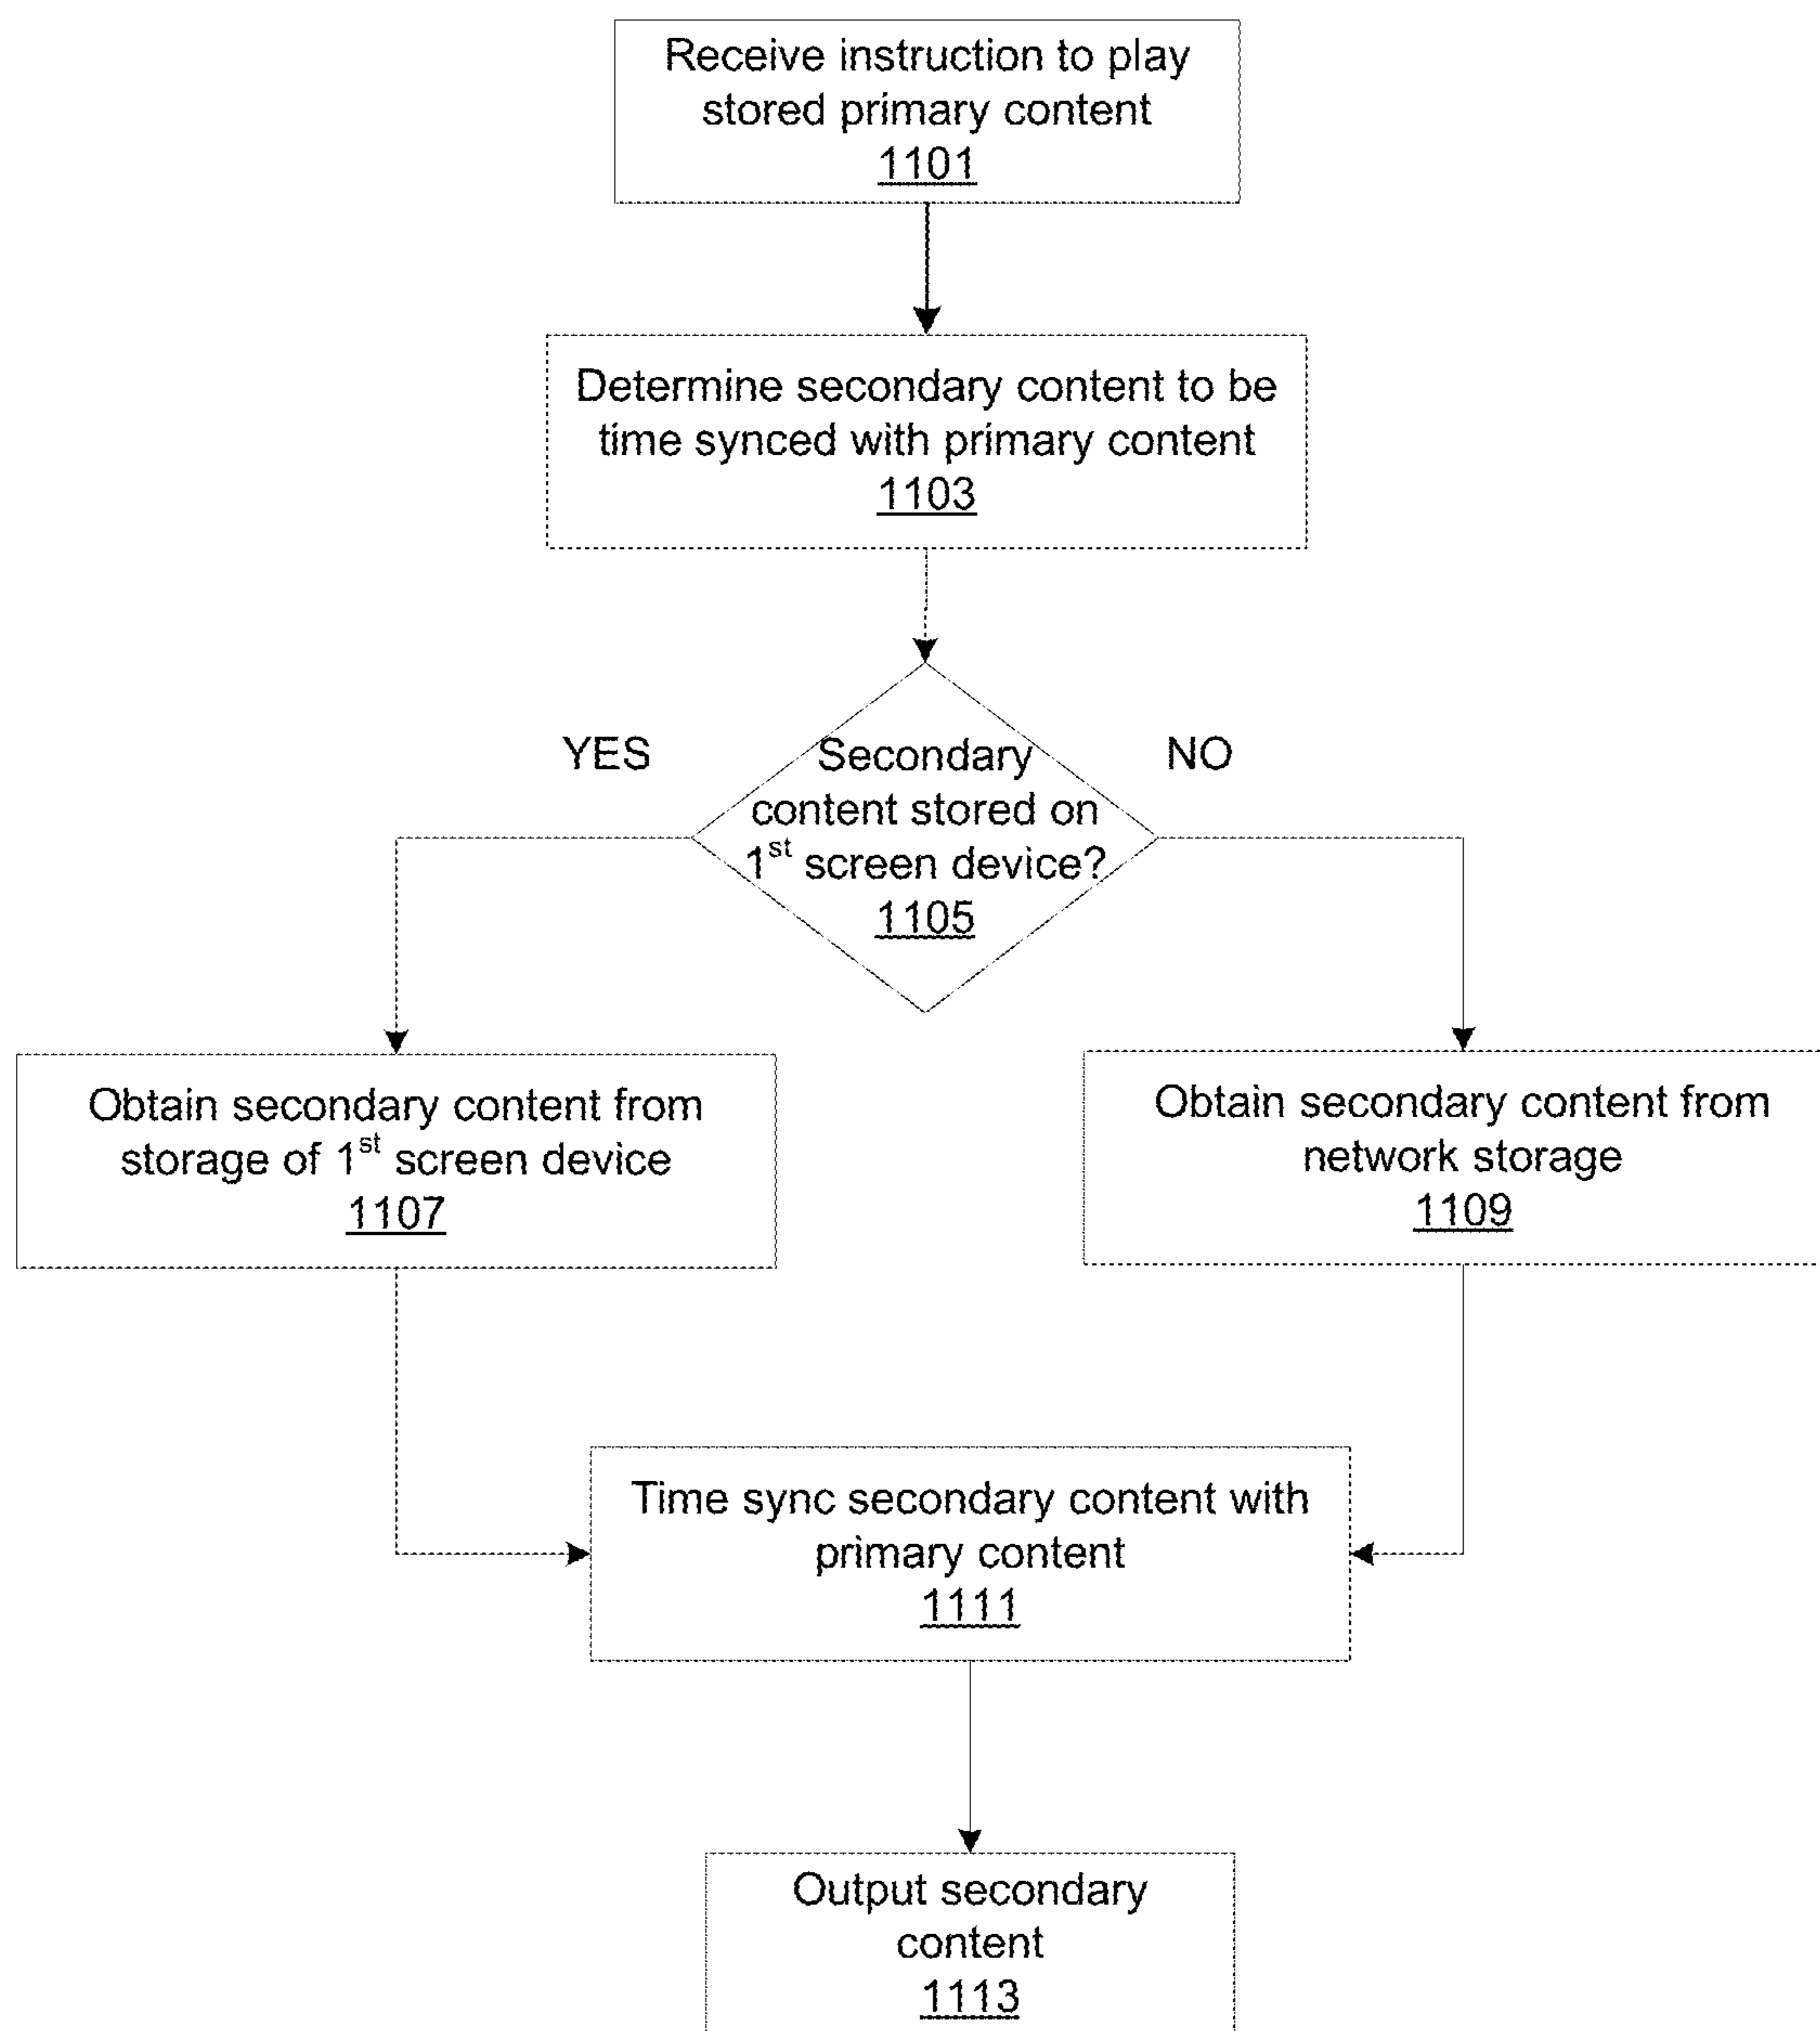 Receive instruction to play
stored primary content
1101
Determine secondary content to be
time synced with primary content
1103
YES
NO
Secondary
content stored on
1st screen device?
1105
Obtain secondary content from
storage of 1st screen device
1107
Obtain secondary content from
network storage
1109
Time sync secondary content with
primary content
1111
Output secondary
content
1113